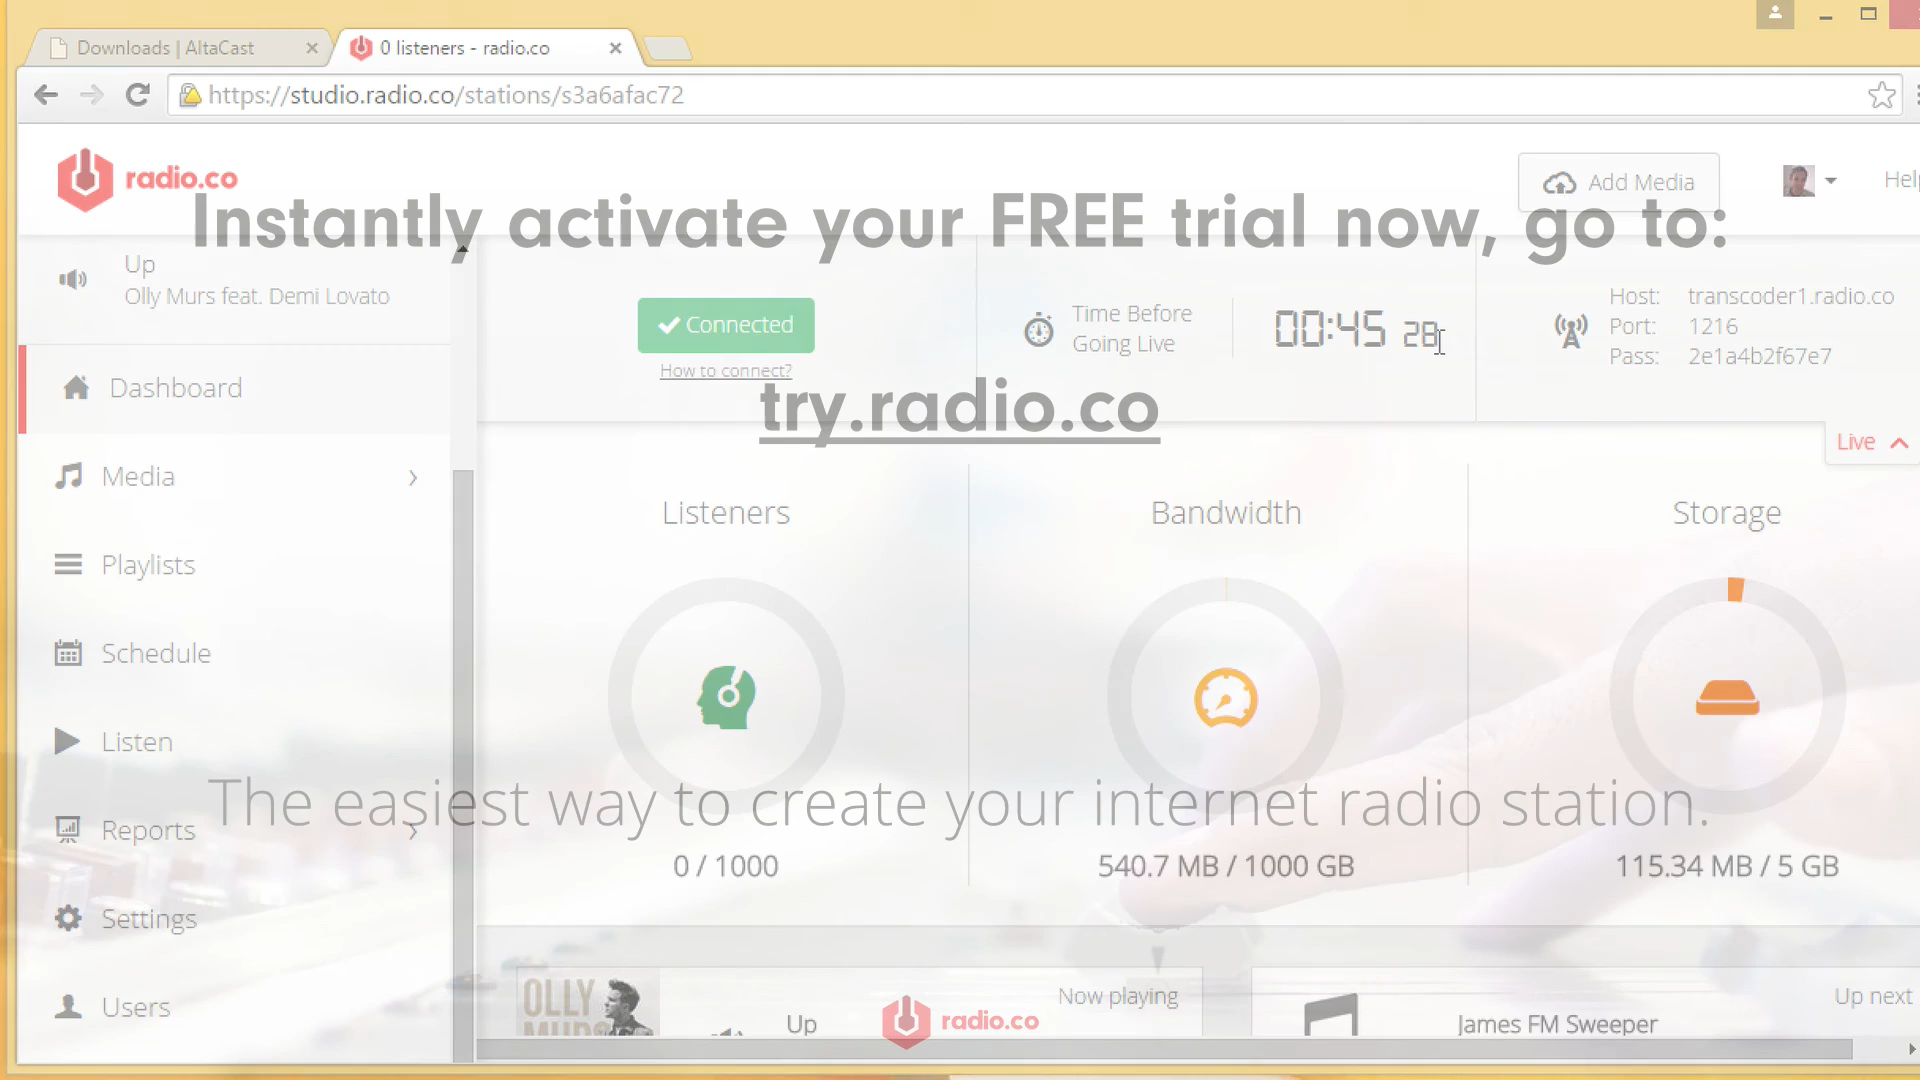 Downloads | AltaCast
0 listeners - radio.co
https://studio.radio.co/stations/s3a6afac72
radio.co
Add Media
Instantly activate your FREE trial now, go to:
Up
Olly Murs feat. Demi Lovato
Connected
How to connect?
Time Before
Going Live
00:45 28
Host: transcoder1.radio.co
Port: 1216
Pass: 2e1a4b2f67e7
try.radio.co
Live
Dashboard
Media
Playlists
Schedule
Listen
Reports
Settings
Users
Listeners
Bandwidth
Storage
The easiest way to create your internet radio station.
0 / 1000
540.7 MB / 1000 GB
115.34 MB / 5 GB
OLLY
MURS
Now playing
Up
radio.co
Up next
James FM Sweeper